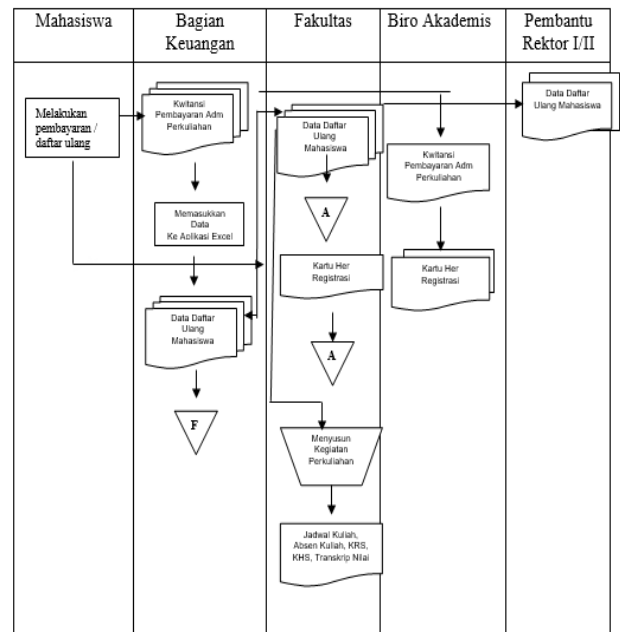 Mahasiswa
Bagian
Keuangan
Fakultas
Biro Akademis
Pembantu
Rektor I/II
Melakukan
pembayaran /
daftar ulang
Kwitansi
Pembayaran Adm
Perkuliahan
Memasukkan
Data
Ke Aolikasi Excel
Data Daftar
Ulang
Mahasiswa
F
Data Daftar
Ulang
Mahasiswa
A
Kartu Her
Registrasi
A
Menyusun
Kegiatan
Perkuliahan
Jadwal Kuliah,
Absen Kuliah, KRS,
KHS, Transkrip Nilai
Kwitansi
Pembayaran Adm
Perkuliahan
Kartu Her
Registrasi
Data Daftar
Ulang Mahasiswa